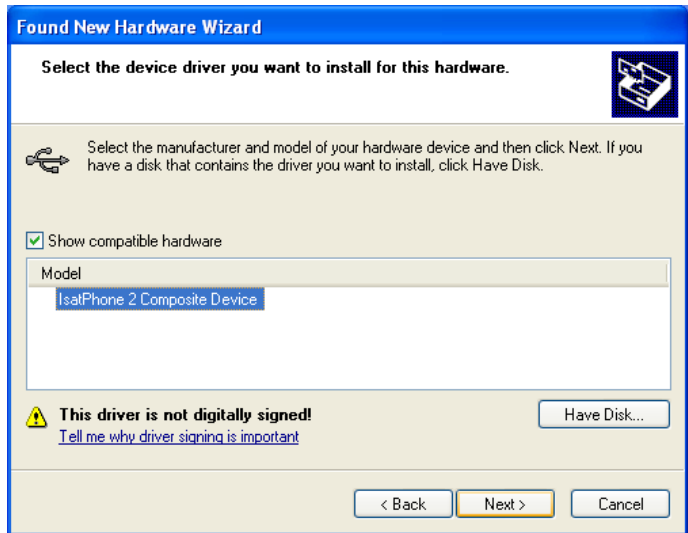 Found New Hardware Wizard
Select the device driver you want to install for this hardware.
Select the manufacturer and model of your hardware device and then click Next. If you
have a disk that contains the driver you want to install, click Have Disk.
Show compatible hardware
Model
IsatPhone 2 Composite Device
This driver is not digitally signed!
Have Disk...
Tell me why driver signing is important
< Back
Next >
Cancel